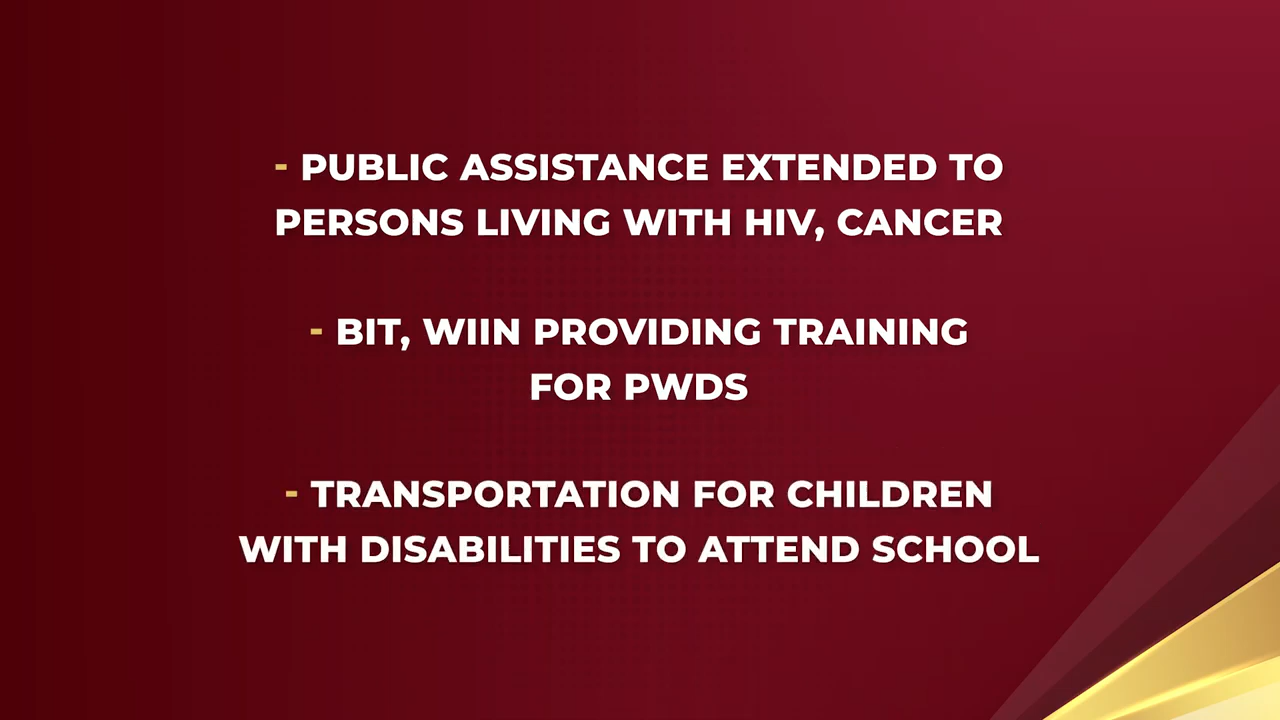 - PUBLIC ASSISTANCE EXTENDED TO
PERSONS LIVING WITH HIV, CANCER
- BIT, WIIN PROVIDING TRAINING
FOR PWDS
- TRANSPORTATION FOR CHILDREN
WITH DISABILITIES TO ATTEND SCHOOL